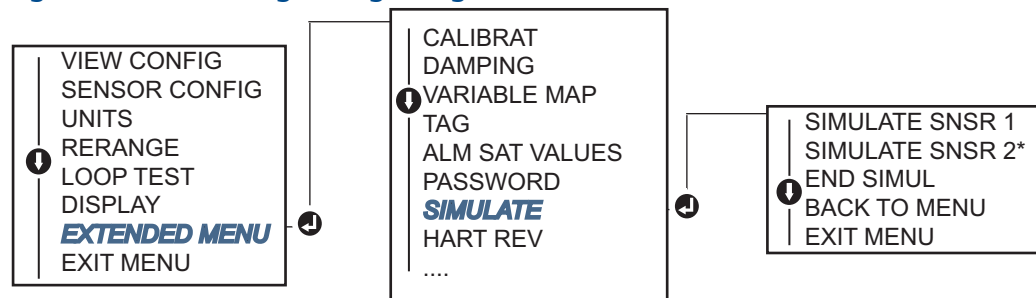 VIEW CONFIG
SENSOR CONFIG
UNITS
RERANGE
LOOP TEST
DISPLAY
EXTENDED MENU
EXIT MENU
CALIBRAT
DAMPING
VARIABLE MAP
TAG
ALM SAT VALUES
PASSWORD
SIMULATE
HART REV
....
SIMULATE SNSR 1
SIMULATE SNSR 2*
END SIMUL
BACK TO MENU
EXIT MENU